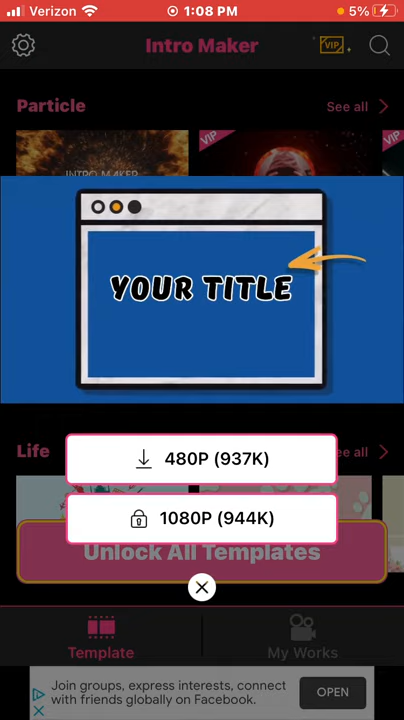 Verizon 1:08 PM 5%
Intro Maker VIP
Particle See all
VIP
INTRO MAKER
YOUR TITLE
Life ee all
480P (937K)
1080P (944K)
Unlock All Templates
Template My Works
Join groups, express interests, connect OPEN
with friends globally on Facebook.